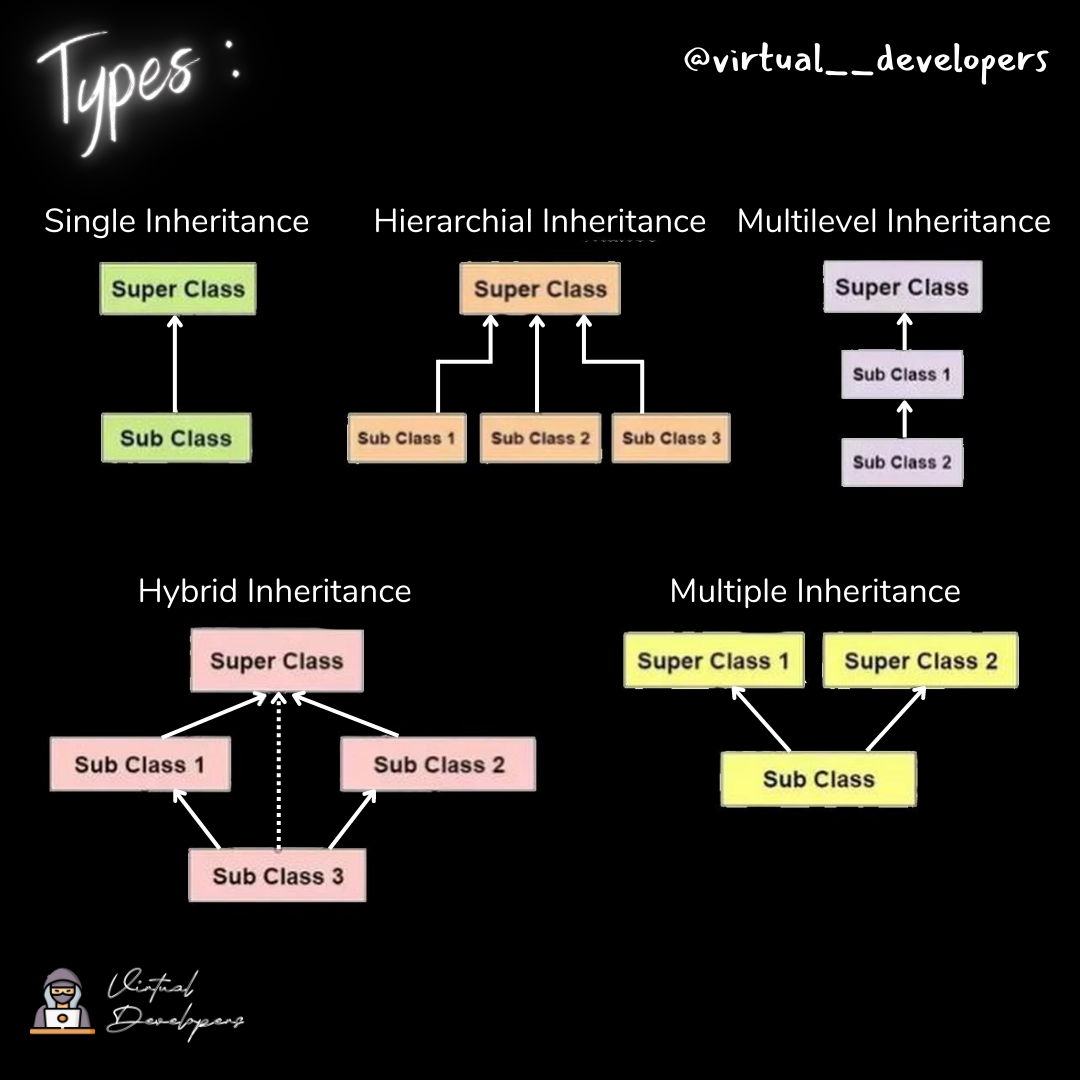 Types :
@virtual__developers
Single Inheritance
Super Class
Sub Class
Hierarchial Inheritance
Super Class
Sub Class 1
Sub Class 2
Sub Class 3
Multilevel Inheritance
Super Class
Sub Class 1
Sub Class 2
Hybrid Inheritance
Super Class
Sub Class 1
Sub Class 2
Sub Class 3
Multiple Inheritance
Super Class 1
Super Class 2
Sub Class
Virtual
Developers